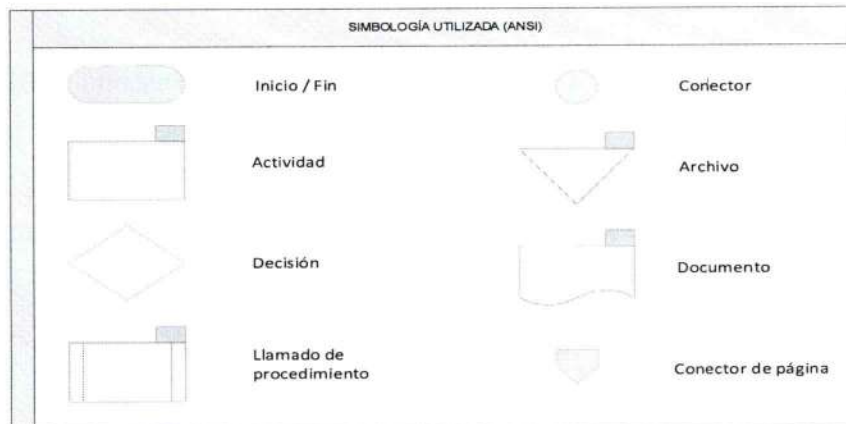 SIMBOLOGÍA UTILIZADA (ANSI)
Inicio / Fin
Conector
Actividad
Archivo
Decisión
Documento
Llamado de
procedimiento
Conector de página